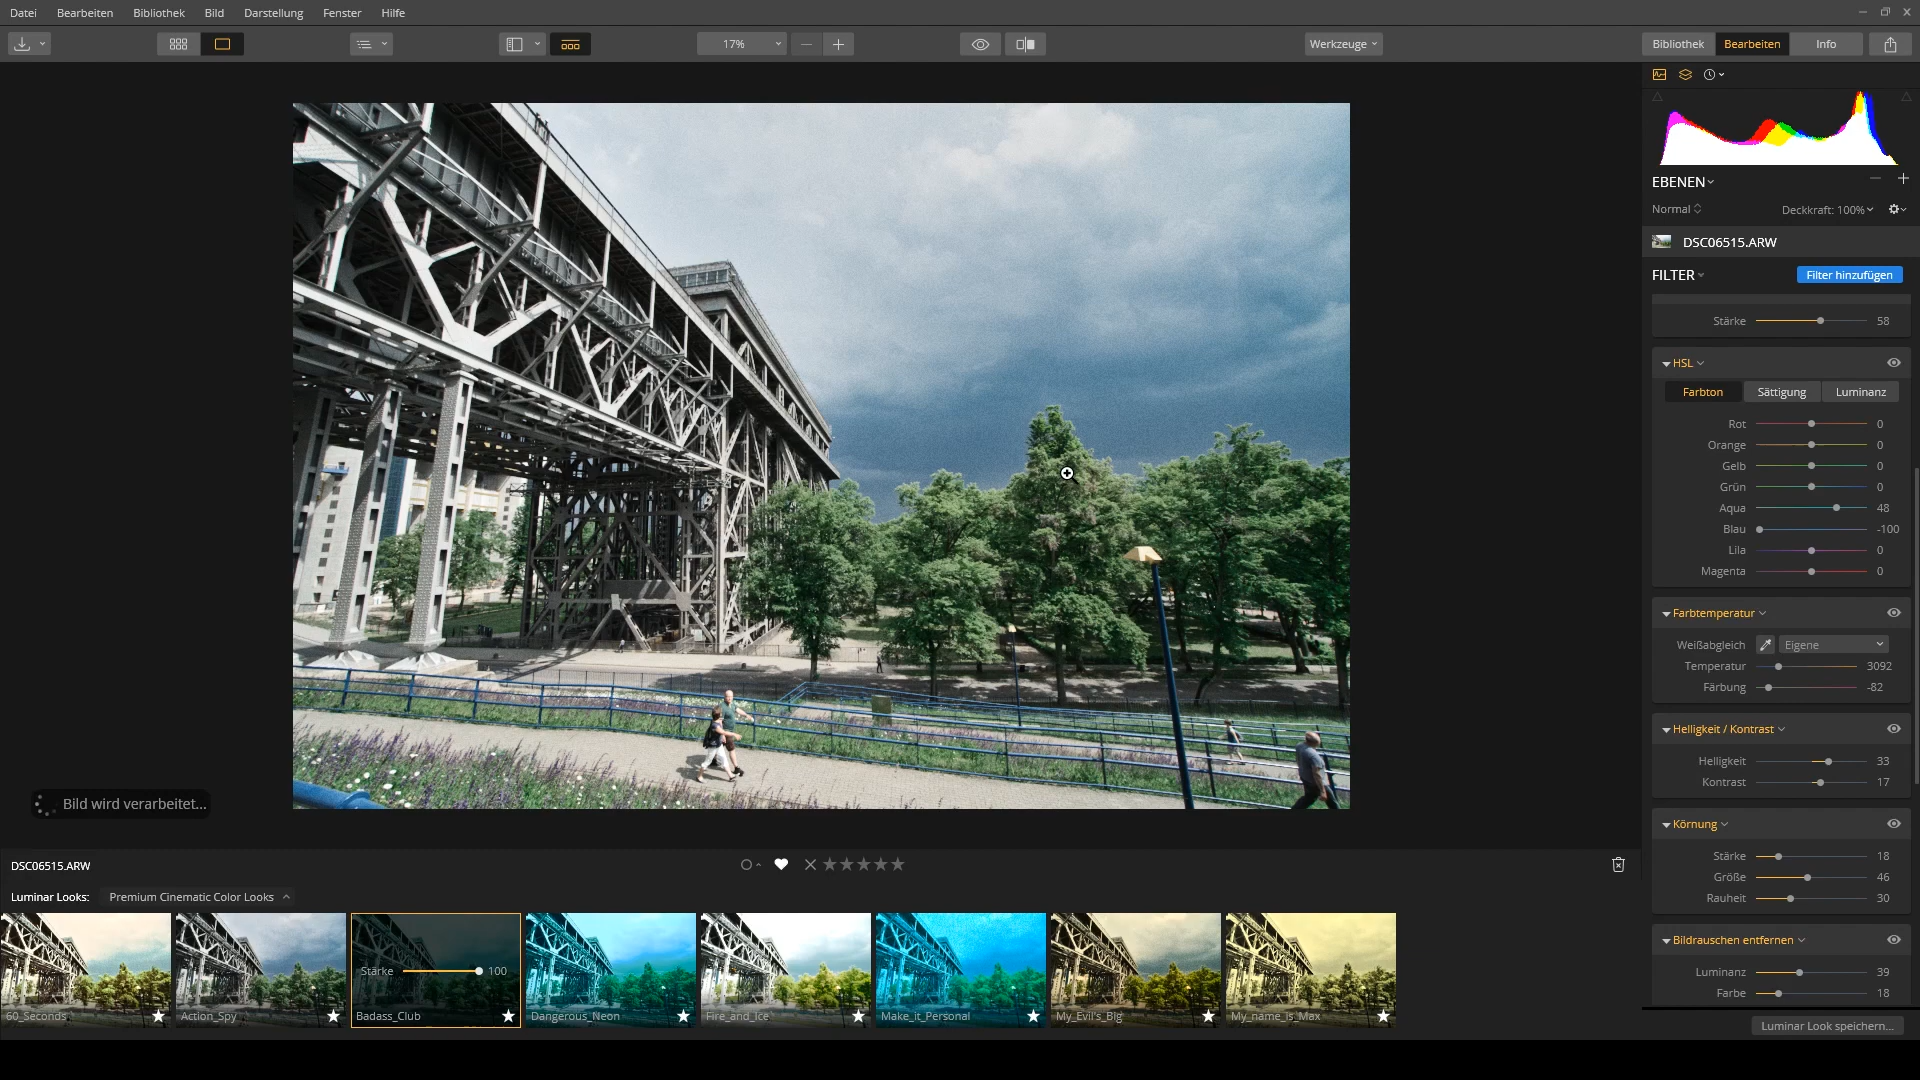 Datei Bearbeiten Bibliothek Bild Darstellung Fenster Hilfe
17% Werkzeuge Bibliothek Bearbeiten Info
EBENEN
Normal Deckkraft: 100%
DSC06515.ARW
FILTER Filter hinzufügen
Stärke 58
HSL
Farbton Sättigung Luminanz
Rot 0
Orange 0
Gelb 0
Grün 0
Aqua 48
Blau -100
Lila 0
Magenta 0
Farbtemperatur
Weißabgleich Eigene
Temperatur 3092
Färbung -82
Helligkeit / Kontrast
Helligkeit 33
Kontrast 17
Körnung
Stärke 18
Größe 46
Rauheit 30
Bildrauschen entfernen
Luminanz 39
Farbe 18
Luminar Look speichern...
Bild wird verarbeitet...
DSC06515.ARW
Luminar Looks: Premium Cinematic Color Looks
Stärke 100
60_Seconds Action_Spy Badass_Club Dangerous_Neon Fire_and_Ice Make_it_Personal My_Evil's_Big My_name_is_Max